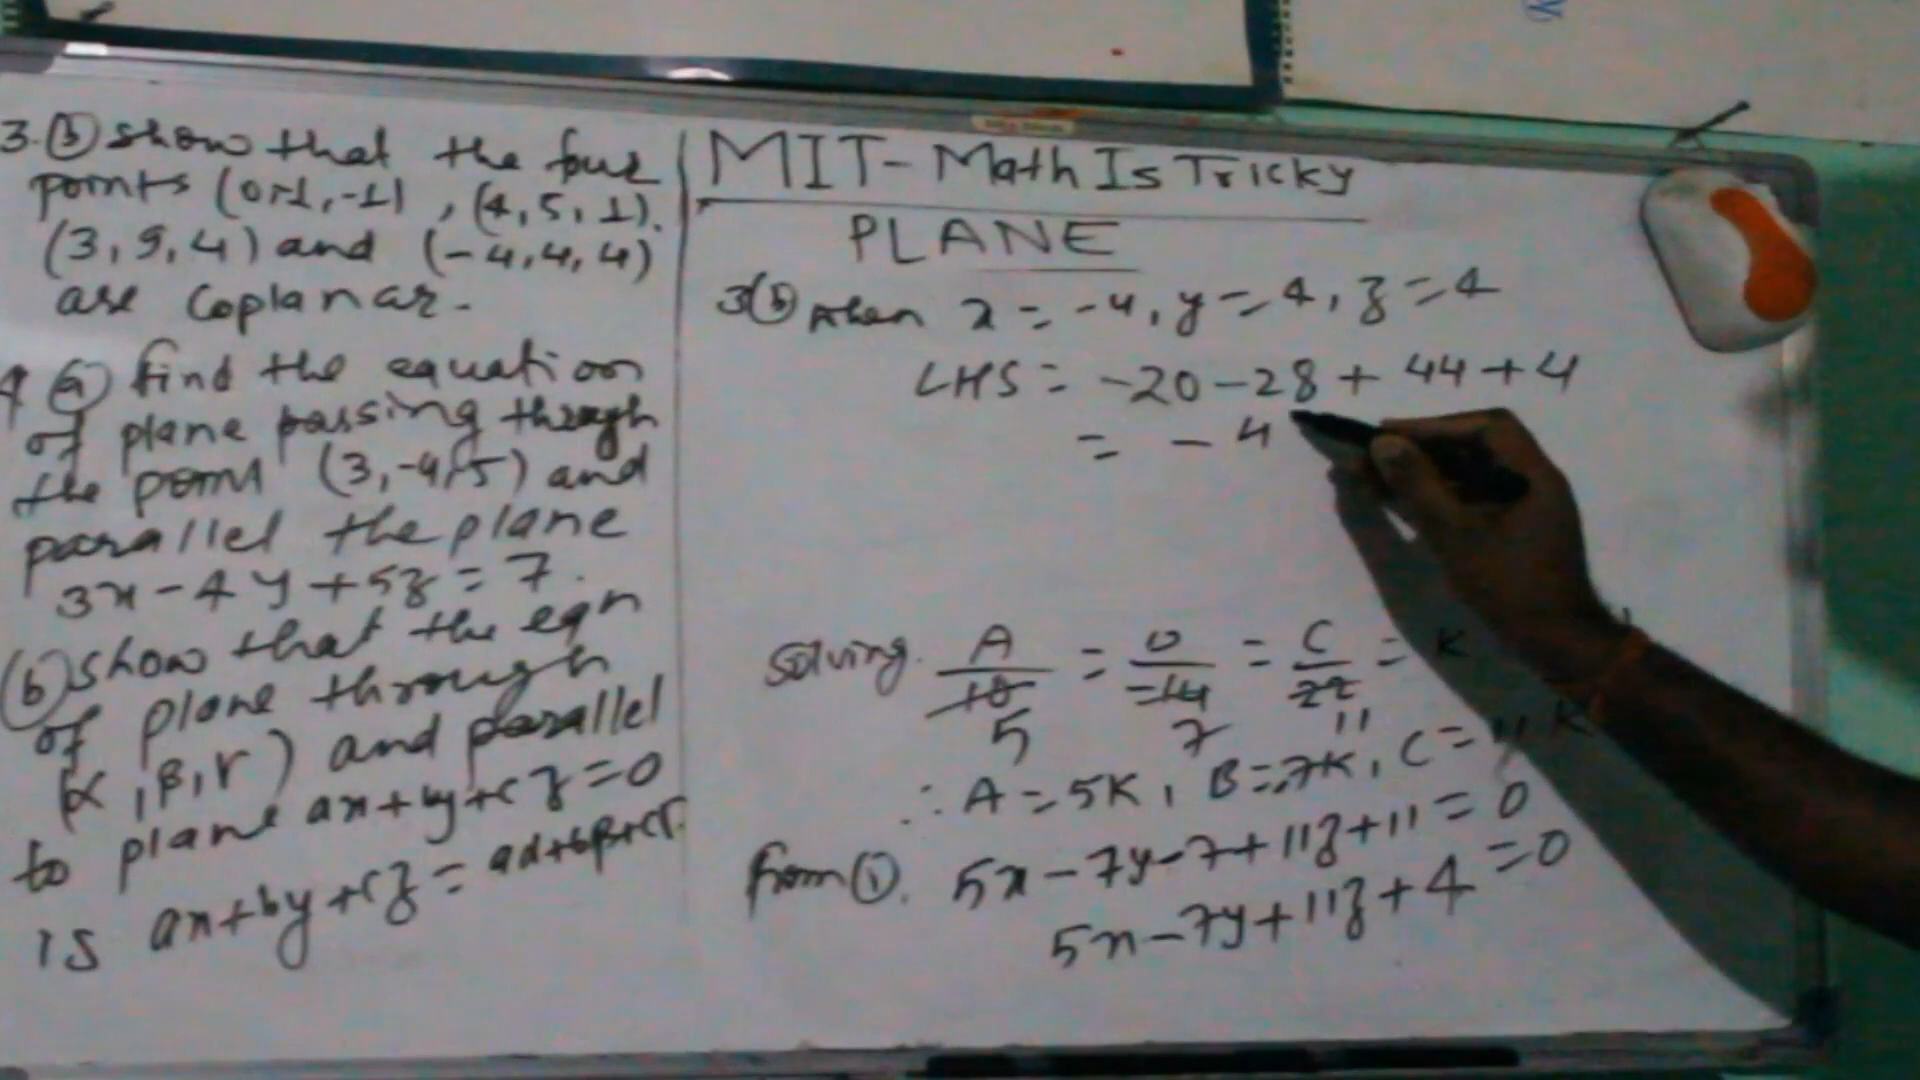 3. (b) show that the four
points (0,-1,-1), (4,5,1).
(3,9,4) and (-4,4,4)
are coplanar.
4 (a) find the equation
of plane passing through
the point (3,-4,5) and
parallel the plane
3x-4y+5z=7.
(b) show that the eqn
of plane through
(α,β,γ) and parallel
to plane ax+by+cz=0
is ax+by+cz=aα+bβ+cγ.
MIT-Math Is Tricky
PLANE
3(b) when x=-4, y=4, z=4
LHS = -20-28+44+4
= -4
solving. A/10 = 0/-14 = C/22 = K
5 7 11
∴ A=5K, B=-7K, C=11K
from (1). 5x-7y-7+11z+11=0
5x-7y+11z+4=0